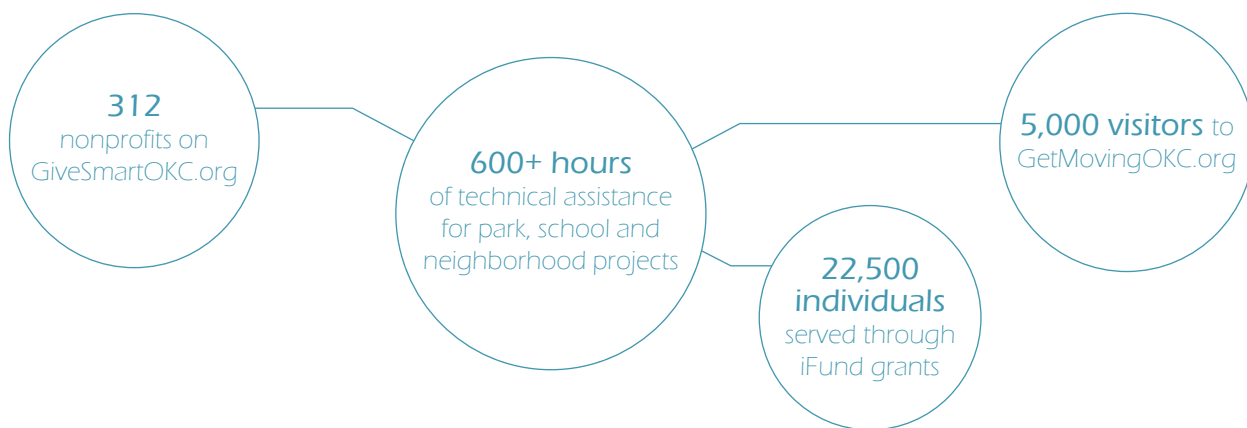 312
nonprofits on
GiveSmartOKC.org
600+ hours
of technical assistance
for park, school and
neighborhood projects
5,000 visitors to
GetMovingOKC.org
22,500
individuals
served through
iFund grants